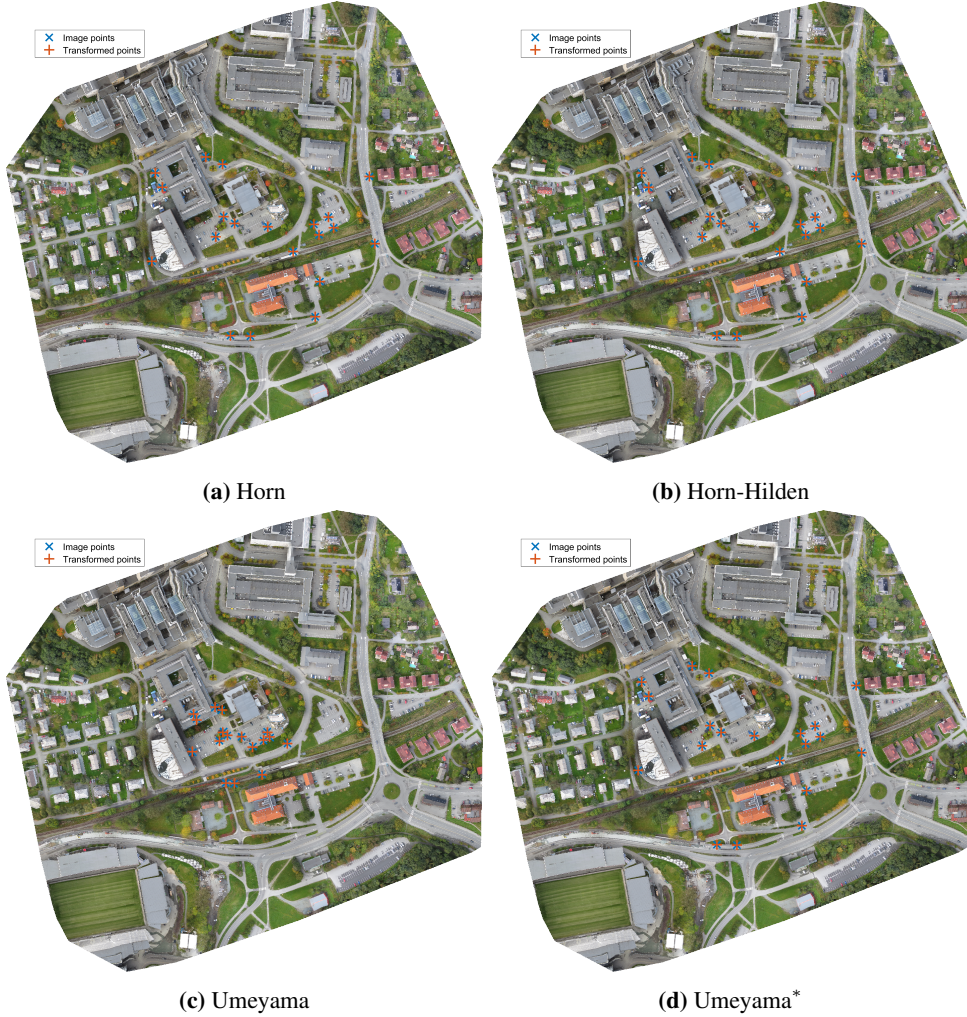 Image points
Transformed points
Image points
Transformed points
(a) Horn
(b) Horn-Hilden
Image points
Transformed points
Image points
Transformed points
(c) Umeyama
(d) Umeyama*